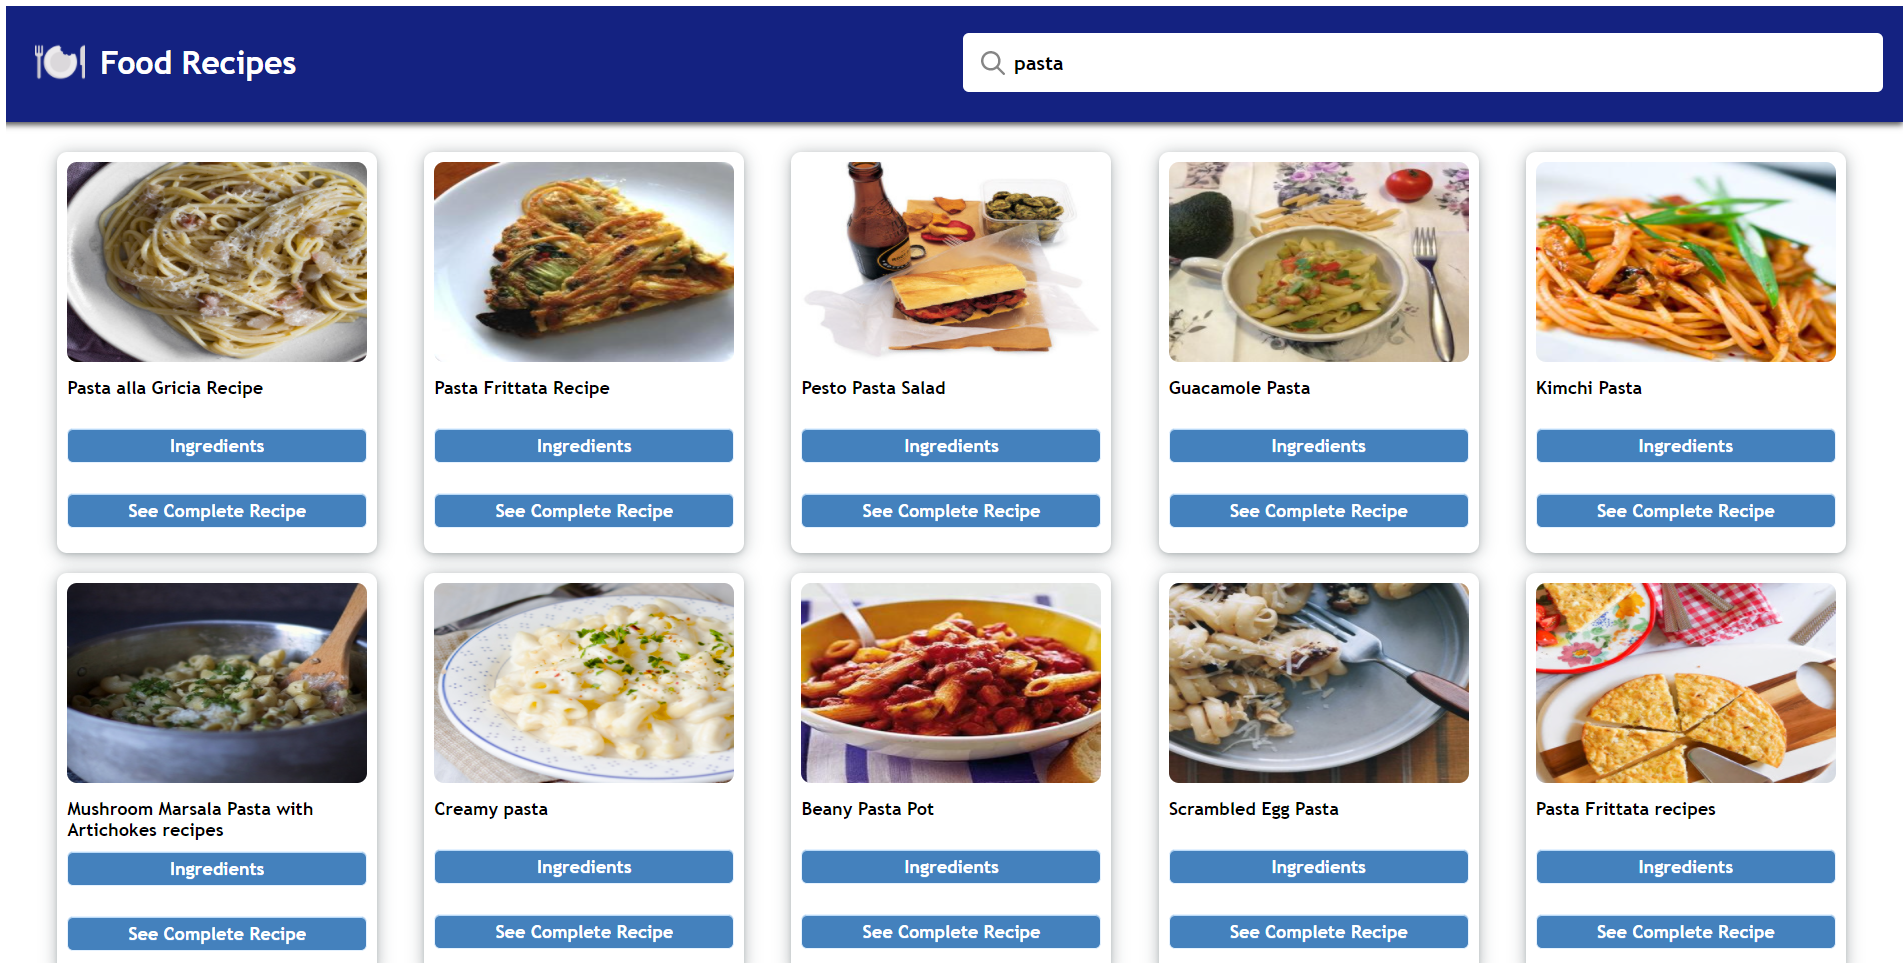 Food Recipes
pasta
Pasta alla Gricia Recipe
Ingredients
See Complete Recipe
Pasta Frittata Recipe
Ingredients
See Complete Recipe
Pesto Pasta Salad
Ingredients
See Complete Recipe
Guacamole Pasta
Ingredients
See Complete Recipe
Kimchi Pasta
Ingredients
See Complete Recipe
Mushroom Marsala Pasta with
Artichokes recipes
Ingredients
See Complete Recipe
Creamy pasta
Ingredients
See Complete Recipe
Beany Pasta Pot
Ingredients
See Complete Recipe
Scrambled Egg Pasta
Ingredients
See Complete Recipe
Pasta Frittata recipes
Ingredients
See Complete Recipe